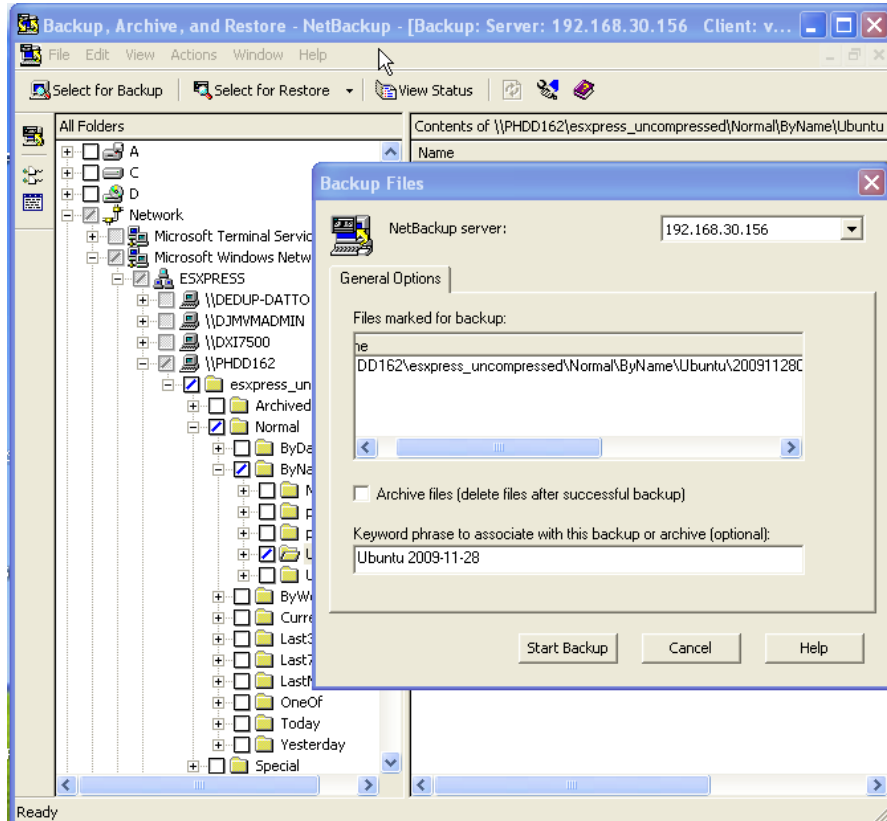 Backup, Archive, and Restore - NetBackup - [Backup: Server: 192.168.30.156 Client: v...
File Edit View Actions Window Help
Select for Backup Select for Restore View Status
All Folders
Contents of \\PHDD162\esxpress_uncompressed\Normal\ByName\Ubuntu
Name
A
C
D
Network
Microsoft Terminal Servic
Microsoft Windows Netw
ESXPRESS
\\DEDUP-DATTO
\\DJMVMADMIN
\\DXI7500
\\PHDD162
esxpress_un
Archived
Normal
ByDa
ByNa
ByWe
Curre
Last3
Last7
LastM
OneOf
Today
Yesterday
Special
Backup Files
NetBackup server: 192.168.30.156
General Options
Files marked for backup:
ne
DD162\esxpress_uncompressed\Normal\ByName\Ubuntu\20091128
Archive files (delete files after successful backup)
Keyword phrase to associate with this backup or archive (optional):
Ubuntu 2009-11-28
Start Backup Cancel Help
Ready